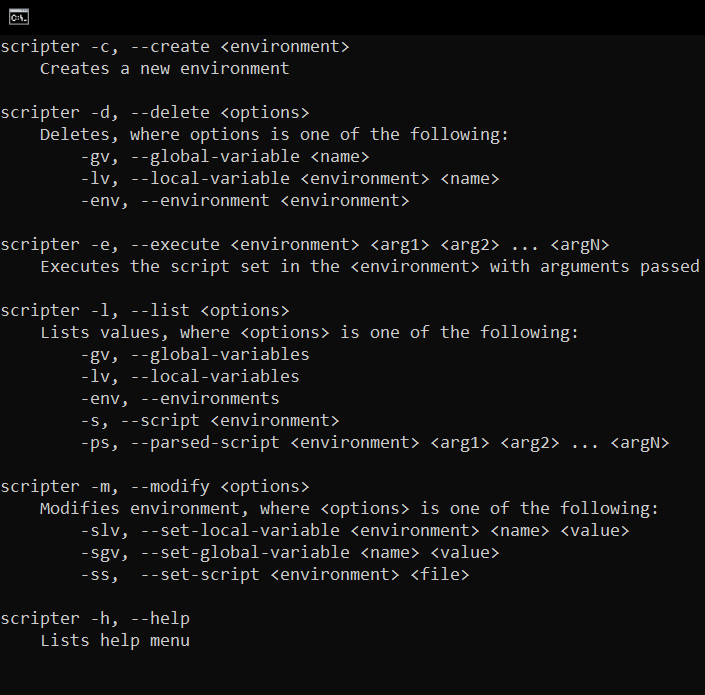 scripter -c, --create <environment>
    Creates a new environment

scripter -d, --delete <options>
    Deletes, where options is one of the following:
        -gv, --global-variable <name>
        -lv, --local-variable <environment> <name>
        -env, --environment <environment>

scripter -e, --execute <environment> <arg1> <arg2> ... <argN>
    Executes the script set in the <environment> with arguments passed

scripter -l, --list <options>
    Lists values, where <options> is one of the following:
        -gv, --global-variables
        -lv, --local-variables
        -env, --environments
        -s, --script <environment>
        -ps, --parsed-script <environment> <arg1> <arg2> ... <argN>

scripter -m, --modify <options>
    Modifies environment, where <options> is one of the following:
        -slv, --set-local-variable <environment> <name> <value>
        -sgv, --set-global-variable <name> <value>
        -ss,  --set-script <environment> <file>

scripter -h, --help
    Lists help menu